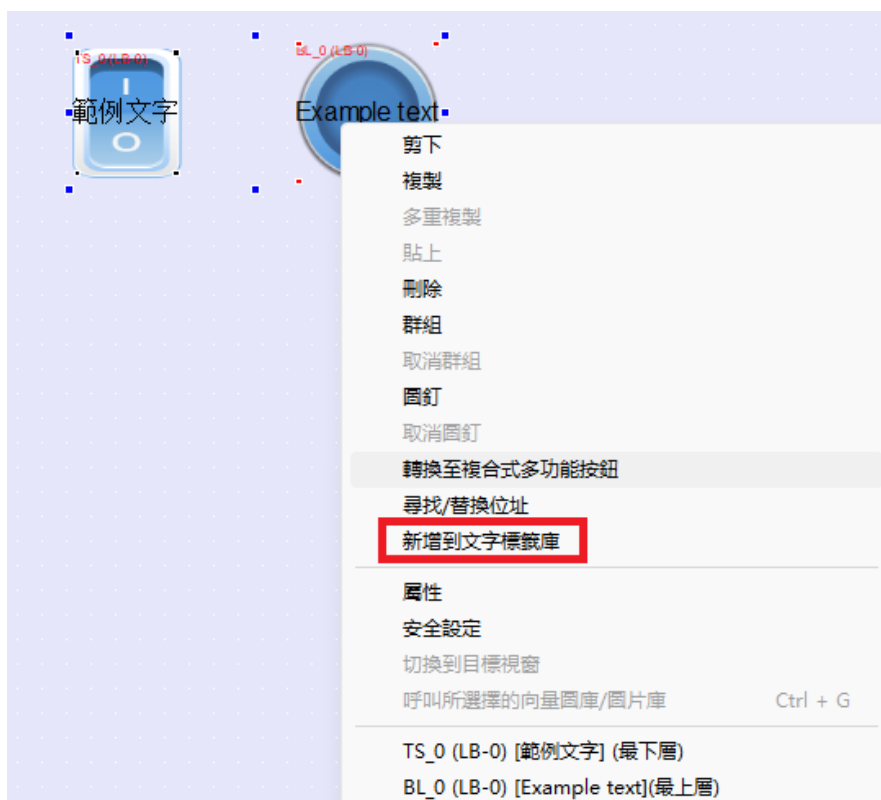 TS_0 (LB-0)
範例文字
BL_0 (LB-0)
Example text
剪下
複製
多重複製
貼上
刪除
群組
取消群組
圖釘
取消圖釘
轉換至複合式多功能按鈕
尋找/替換位址
新增到文字標籤庫
屬性
安全設定
切換到目標視窗
呼叫所選擇的向量圖庫/圖片庫 Ctrl + G
TS_0 (LB-0) [範例文字] (最下層)
BL_0 (LB-0) [Example text](最上層)